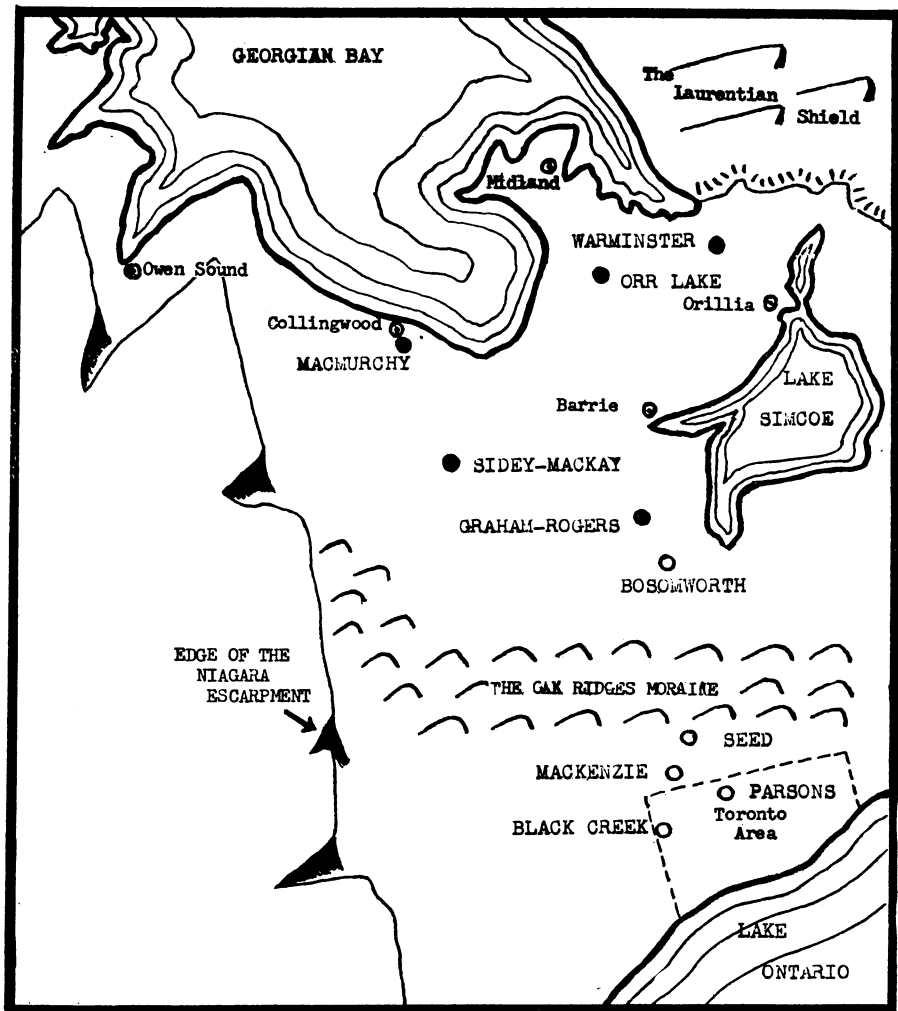 GEORGIAN BAY
The
Laurentian
Shield
Midland
WARMINSTER
Owen Sound
ORR LAKE
Orillia
Collingwood
MACMURCHY
LAKE
SIMCOE
Barrie
SIDEY-MACKAY
GRAHAM-ROGERS
BOSOMWORTH
EDGE OF THE
NIAGARA
ESCARPMENT
THE OAK RIDGES MORAINE
SEED
MACKENZIE
PARSONS
Toronto
Area
BLACK CREEK
LAKE
ONTARIO